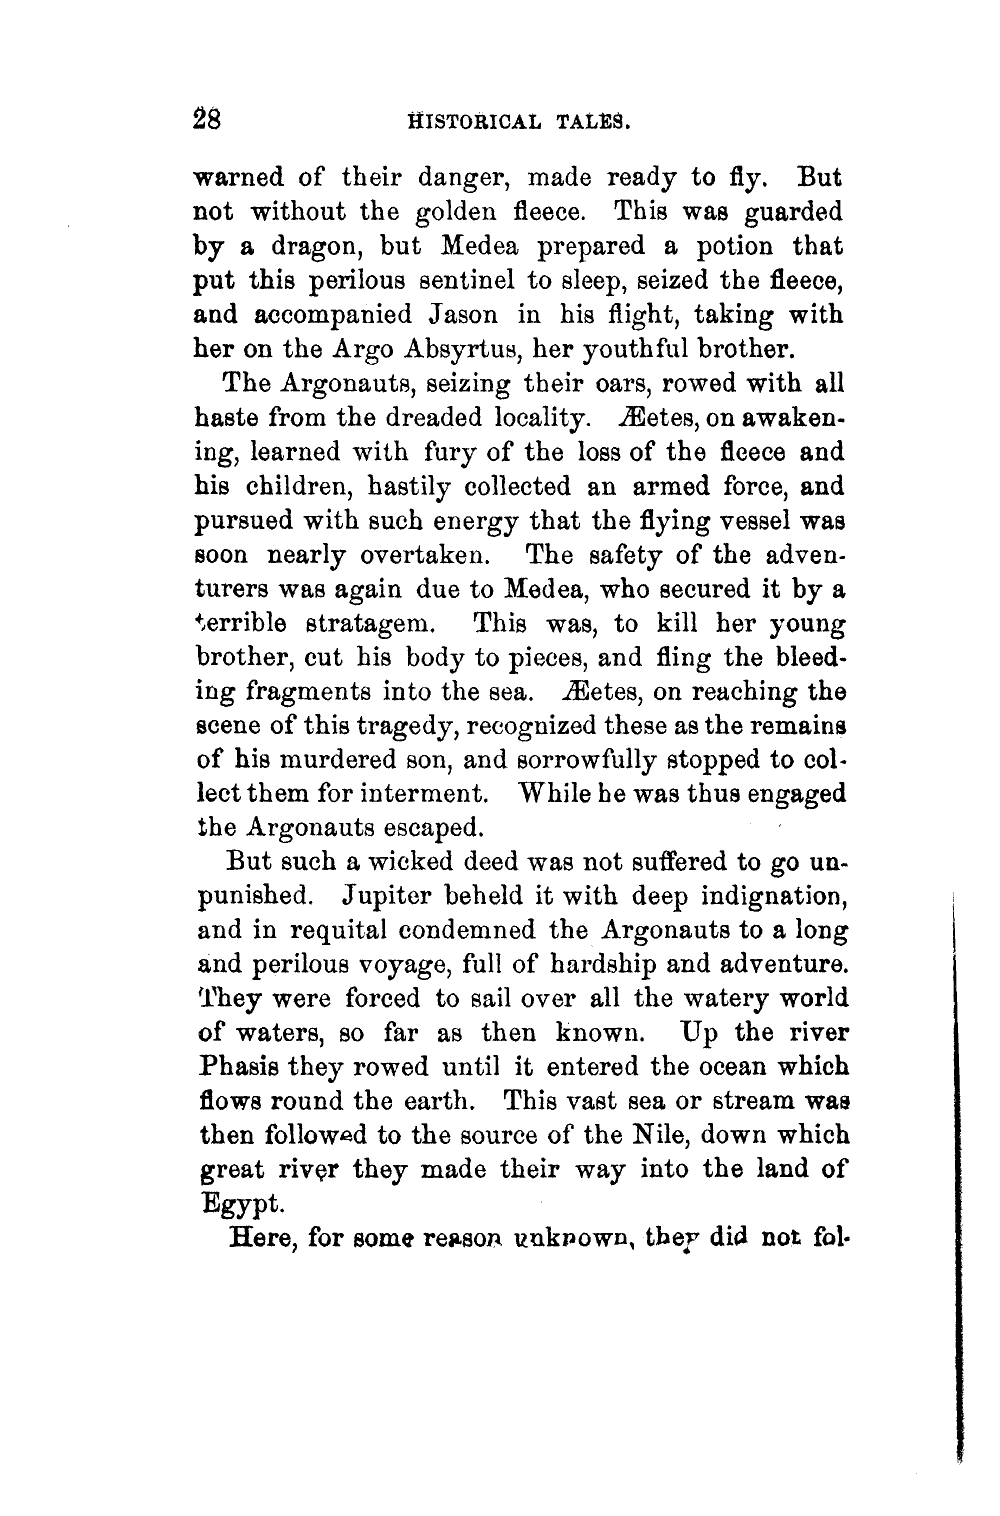 28 HISTORICAL TALES.
warned of their danger, made ready to fly. But
not without the golden fleece. This was guarded
by a dragon, but Medea prepared a potion that
put this perilous sentinel to sleep, seized the fleece,
and accompanied Jason in his flight, taking with
her on the Argo Absyrtus, her youthful brother.
The Argonauts, seizing their oars, rowed with all
haste from the dreaded locality. Æetes, on awaken-
ing, learned with fury of the loss of the fleece and
his children, hastily collected an armed force, and
pursued with such energy that the flying vessel was
soon nearly overtaken. The safety of the adven-
turers was again due to Medea, who secured it by a
terrible stratagem. This was, to kill her young
brother, cut his body to pieces, and fling the bleed-
ing fragments into the sea. Æetes, on reaching the
scene of this tragedy, recognized these as the remains
of his murdered son, and sorrowfully stopped to col-
lect them for interment. While he was thus engaged
the Argonauts escaped.
But such a wicked deed was not suffered to go un-
punished. Jupiter beheld it with deep indignation,
and in requital condemned the Argonauts to a long
and perilous voyage, full of hardship and adventure.
They were forced to sail over all the watery world
of waters, so far as then known. Up the river
Phasis they rowed until it entered the ocean which
flows round the earth. This vast sea or stream was
then followed to the source of the Nile, down which
great river they made their way into the land of
Egypt.
Here, for some reason unknown, they did not fol-